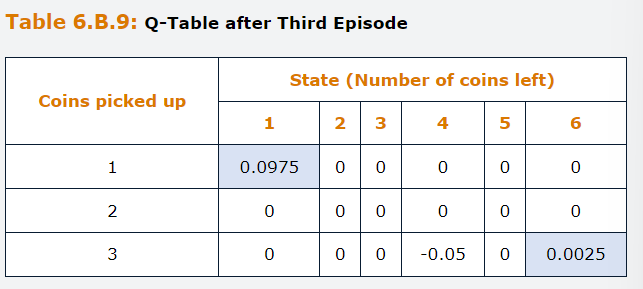 Table 6.B.9: Q-Table after Third Episode
Coins picked up
State (Number of coins left)
1 2 3 4 5 6
1 0.0975 0 0 0 0 0
2 0 0 0 0 0 0
3 0 0 0 -0.05 0 0.0025